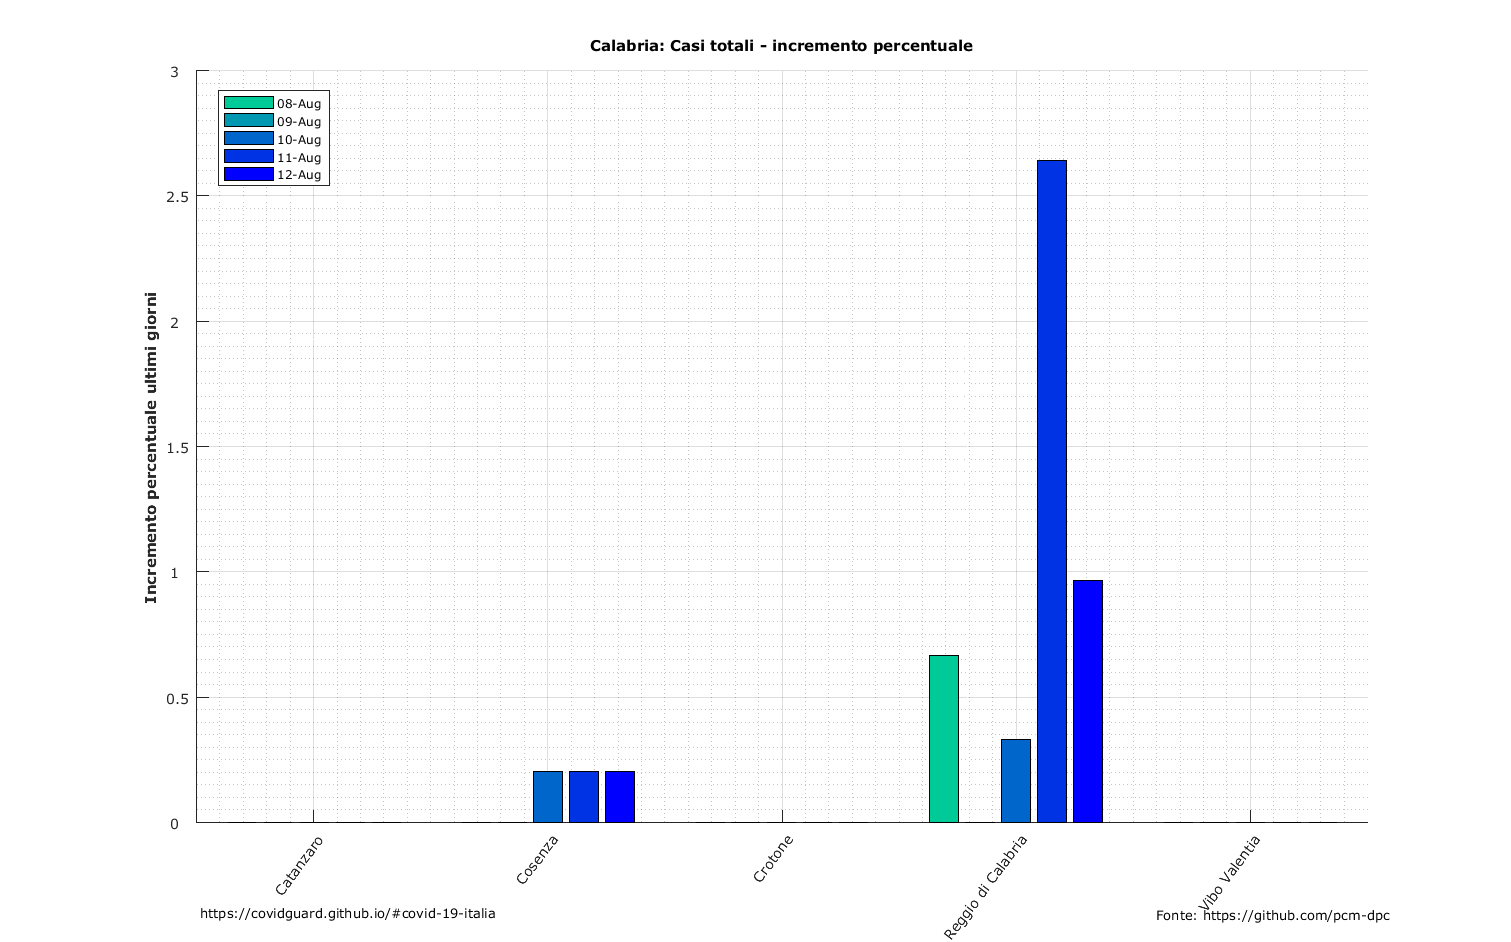 Calabria: Casi totali - incremento percentuale
3
2.5
2
1.5
1
0.5
0
Incremento percentuale ultimi giorni
08-Aug
09-Aug
10-Aug
11-Aug
12-Aug
Catanzaro
Cosenza
Crotone
Reggio di Calabria
Vibo Valentia
https://covidguard.github.io/#covid-19-italia
Fonte: https://github.com/pcm-dpc